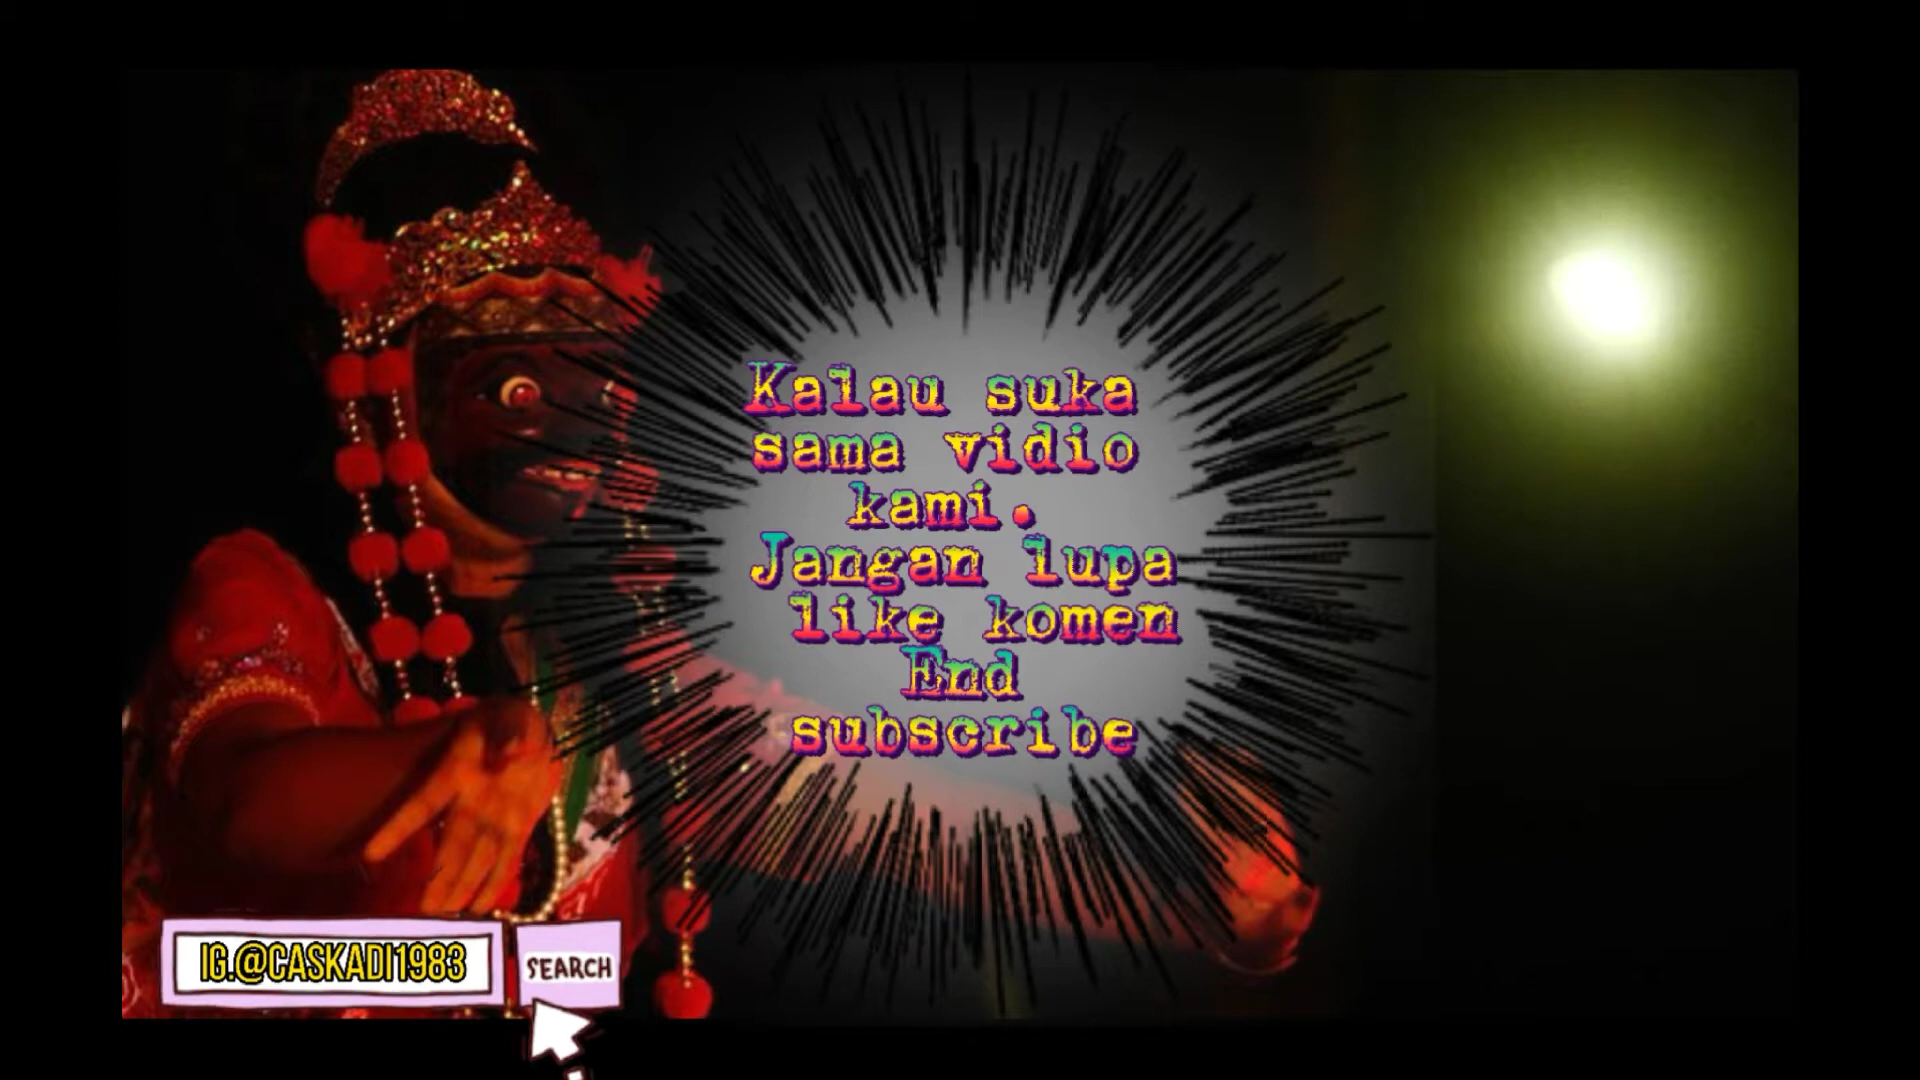 Kalau suka
sama vidio
kami.
Jangan lupa
like komen
End
subscribe
IG.@CASKADI1983
SEARCH